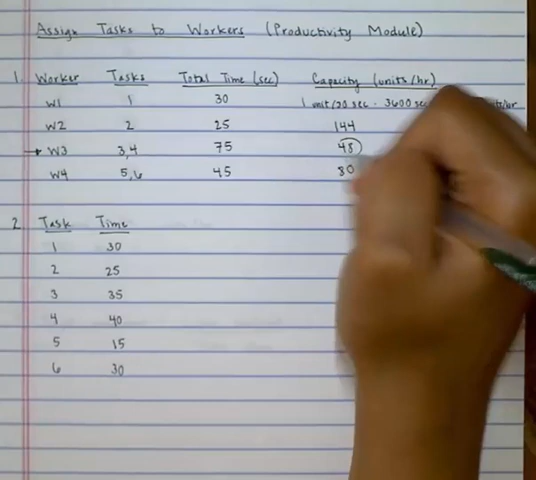 Assign Tasks to Workers (Productivity Module)
1. Worker Tasks Total Time (sec) Capacity (units/hr)
W1 1 30 1 unit/30 sec · 3600 sec
W2 2 25 144
→ W3 3,4 75 48
W4 5,6 45 80
2 Task Time
1 30
2 25
3 35
4 40
5 15
6 30